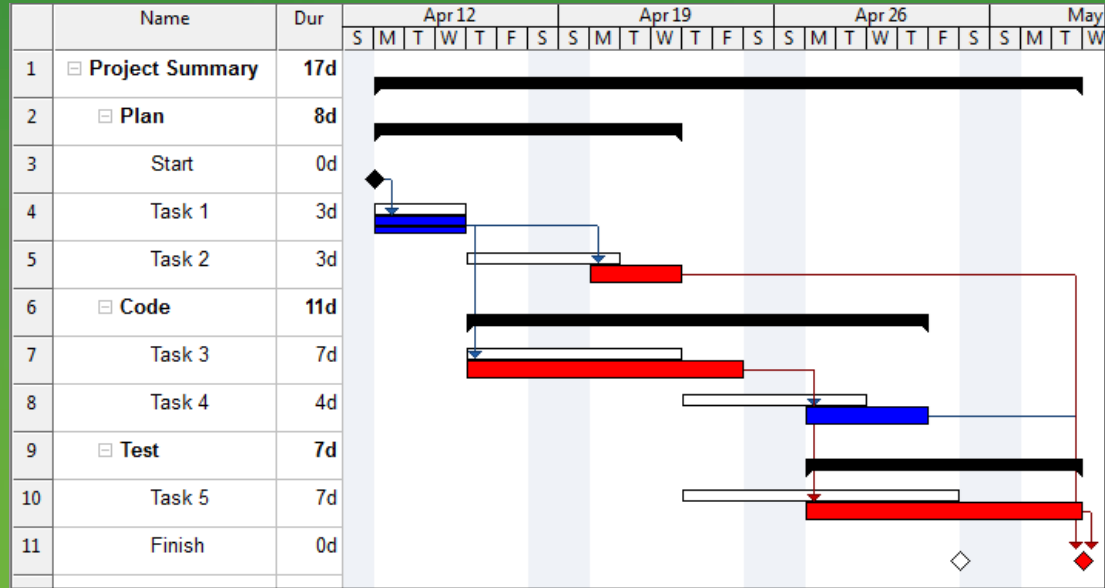 Name Dur Apr 12 Apr 19 Apr 26 May
S M T W T F S S M T W T F S S M T W T F S S M T W
1 Project Summary 17d
2 Plan 8d
3 Start 0d
4 Task 1 3d
5 Task 2 3d
6 Code 11d
7 Task 3 7d
8 Task 4 4d
9 Test 7d
10 Task 5 7d
11 Finish 0d